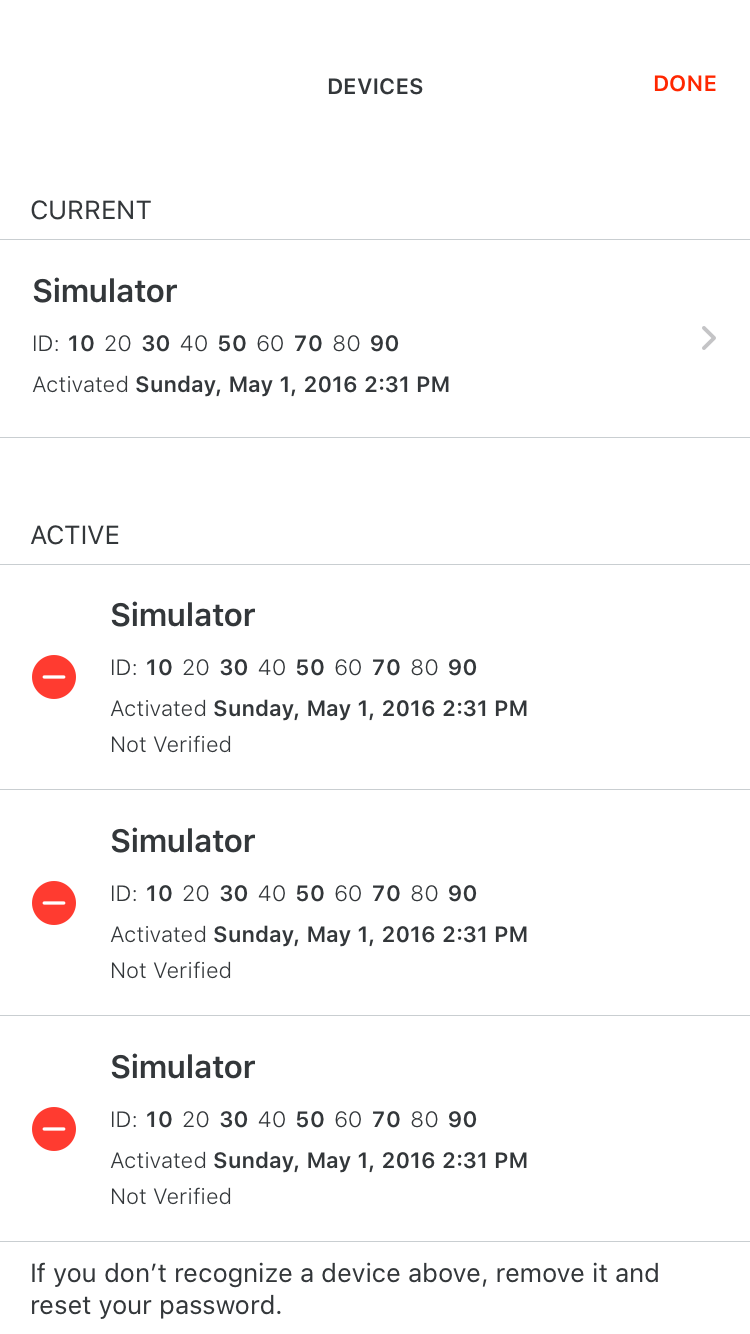 DEVICES
DONE
CURRENT
Simulator
ID: 10 20 30 40 50 60 70 80 90
Activated Sunday, May 1, 2016 2:31 PM
ACTIVE
Simulator
ID: 10 20 30 40 50 60 70 80 90
Activated Sunday, May 1, 2016 2:31 PM
Not Verified
Simulator
ID: 10 20 30 40 50 60 70 80 90
Activated Sunday, May 1, 2016 2:31 PM
Not Verified
Simulator
ID: 10 20 30 40 50 60 70 80 90
Activated Sunday, May 1, 2016 2:31 PM
Not Verified
If you don’t recognize a device above, remove it and
reset your password.